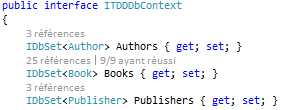 public interface ITDDDbContext
{
3 références
IDbSet<Author> Authors { get; set; }
25 références | 9/9 ayant réussi
IDbSet<Book> Books { get; set; }
3 références
IDbSet<Publisher> Publishers { get; set; }